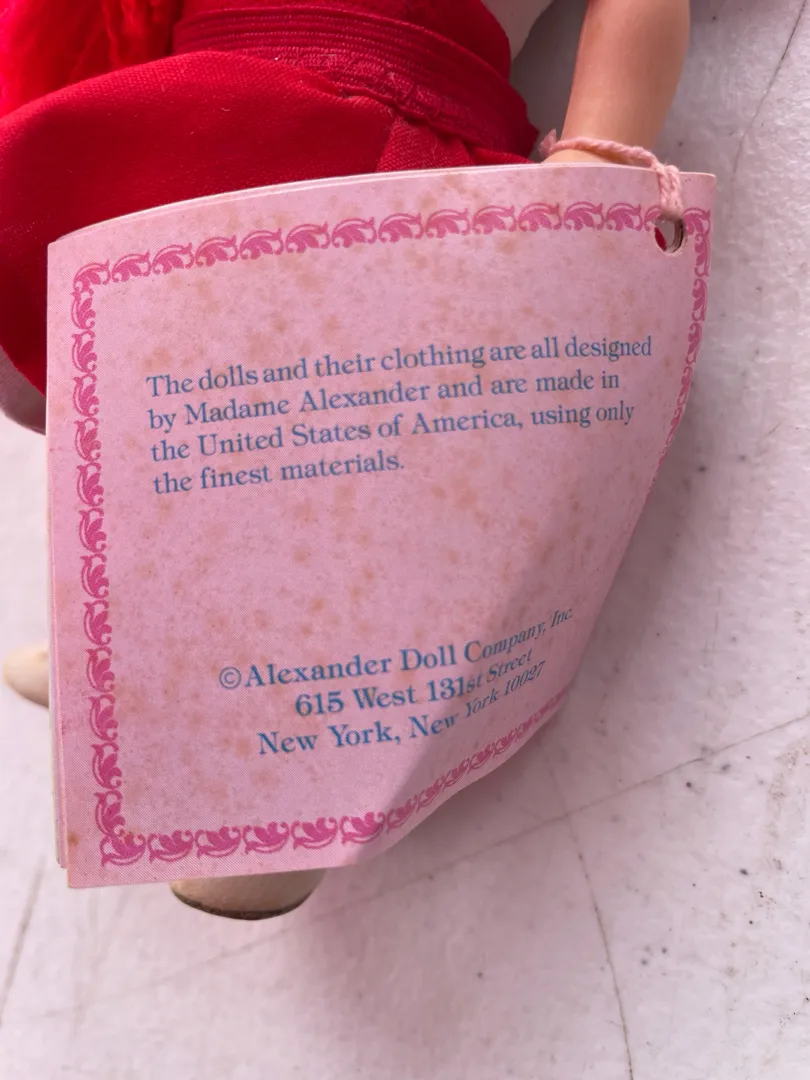 The dolls and their clothing are all designed
by Madame Alexander and are made in
the United States of America, using only
the finest materials.
©Alexander Doll Company, Inc.
615 West 131st Street
New York, New York 10027